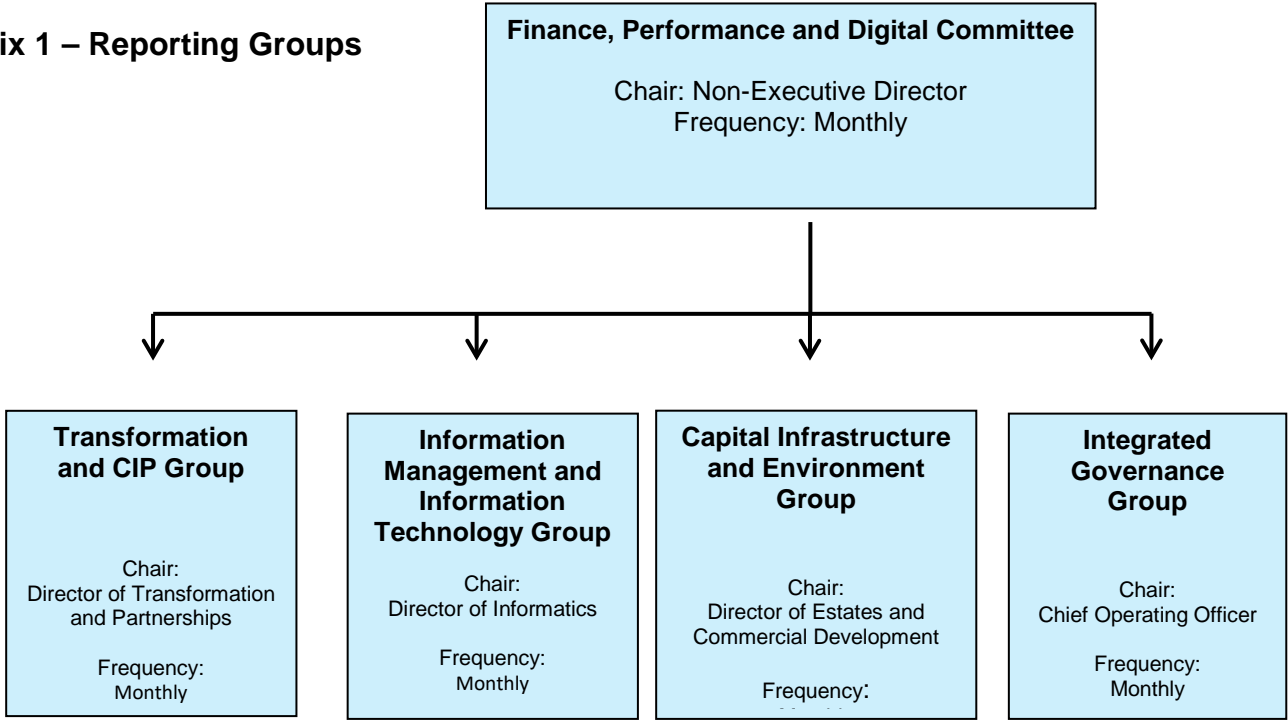 ix 1 – Reporting Groups
Finance, Performance and Digital Committee
Chair: Non-Executive Director
Frequency: Monthly
Transformation
and CIP Group
Chair:
Director of Transformation
and Partnerships
Frequency:
Monthly
Information
Management and
Information
Technology Group
Chair:
Director of Informatics
Frequency:
Monthly
Capital Infrastructure
and Environment
Group
Chair:
Director of Estates and
Commercial Development
Frequency:
Integrated
Governance
Group
Chair:
Chief Operating Officer
Frequency:
Monthly